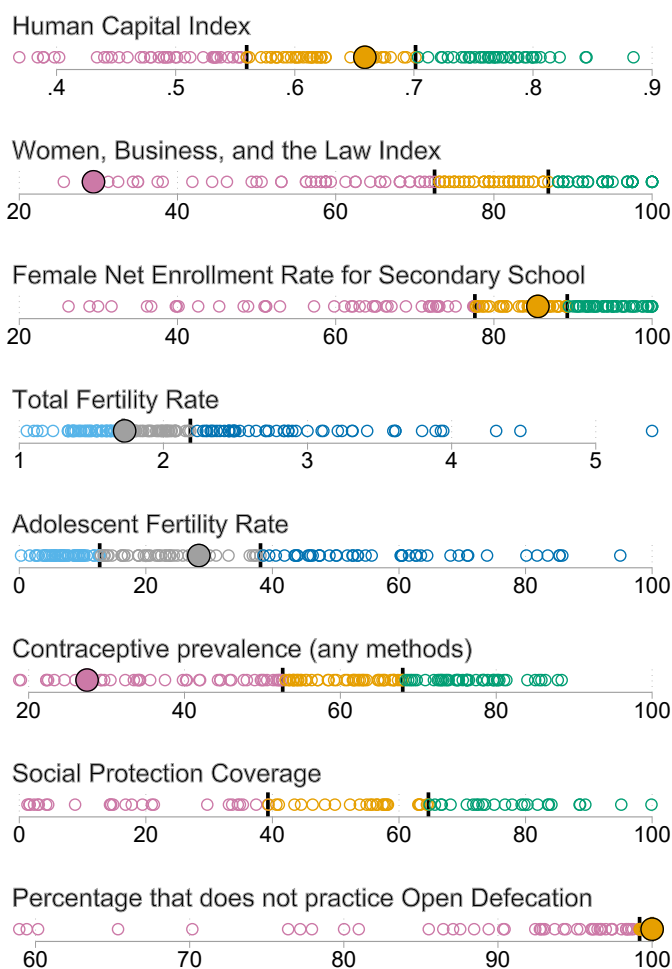 Human Capital Index
.4 .5 .6 .7 .8 .9
Women, Business, and the Law Index
20 40 60 80 100
Female Net Enrollment Rate for Secondary School
20 40 60 80 100
Total Fertility Rate
1 2 3 4 5
Adolescent Fertility Rate
0 20 40 60 80 100
Contraceptive prevalence (any methods)
20 40 60 80 100
Social Protection Coverage
0 20 40 60 80 100
Percentage that does not practice Open Defecation
60 70 80 90 100